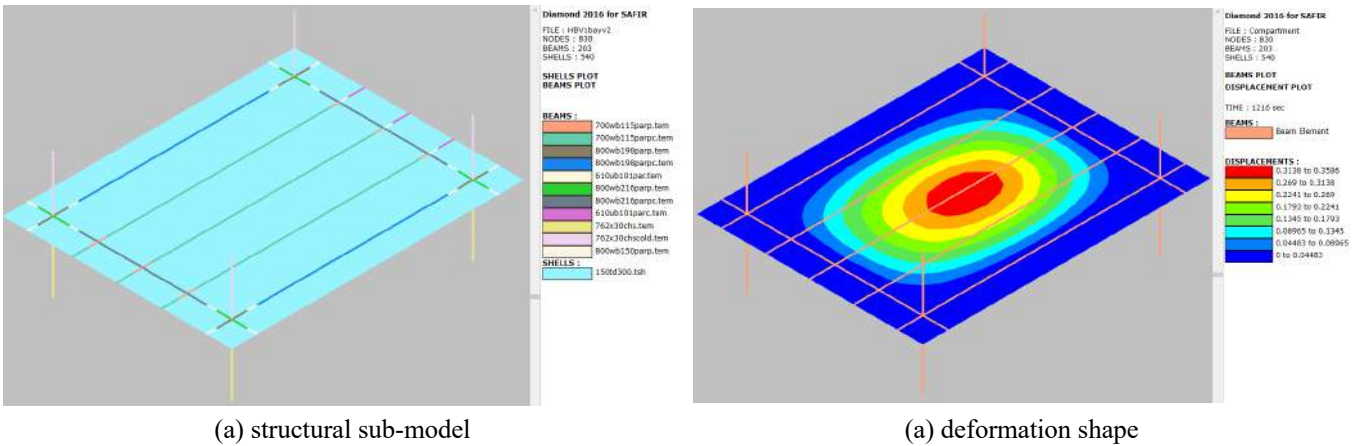 Diamond 2016 for SAFIR
FILE : HBV1bayv2
NODES : 830
BEAMS : 203
SHELLS : 540
SHELLS PLOT
BEAMS PLOT
BEAMS :
700wb115parp.tem
700wb115parpc.tem
800wb198parp.tem
800wb198parpc.tem
610ub101par.tem
800wb216parp.tem
800wb216parpc.tem
610ub101parc.tem
762x30chs.tem
762x30chscold.tem
800wb150parp.tem
SHELLS :
150td300.tsh
(a) structural sub-model
Diamond 2016 for SAFIR
FILE : Compartment
NODES : 830
BEAMS : 203
SHELLS : 540
BEAMS PLOT
DISPLACEMENT PLOT
TIME : 1216 sec
BEAMS :
Beam Element
DISPLACEMENTS :
0.3138 to 0.3586
0.269 to 0.3138
0.2241 to 0.269
0.1793 to 0.2241
0.1345 to 0.1793
0.08965 to 0.1345
0.04483 to 0.08965
0 to 0.04483
(a) deformation shape